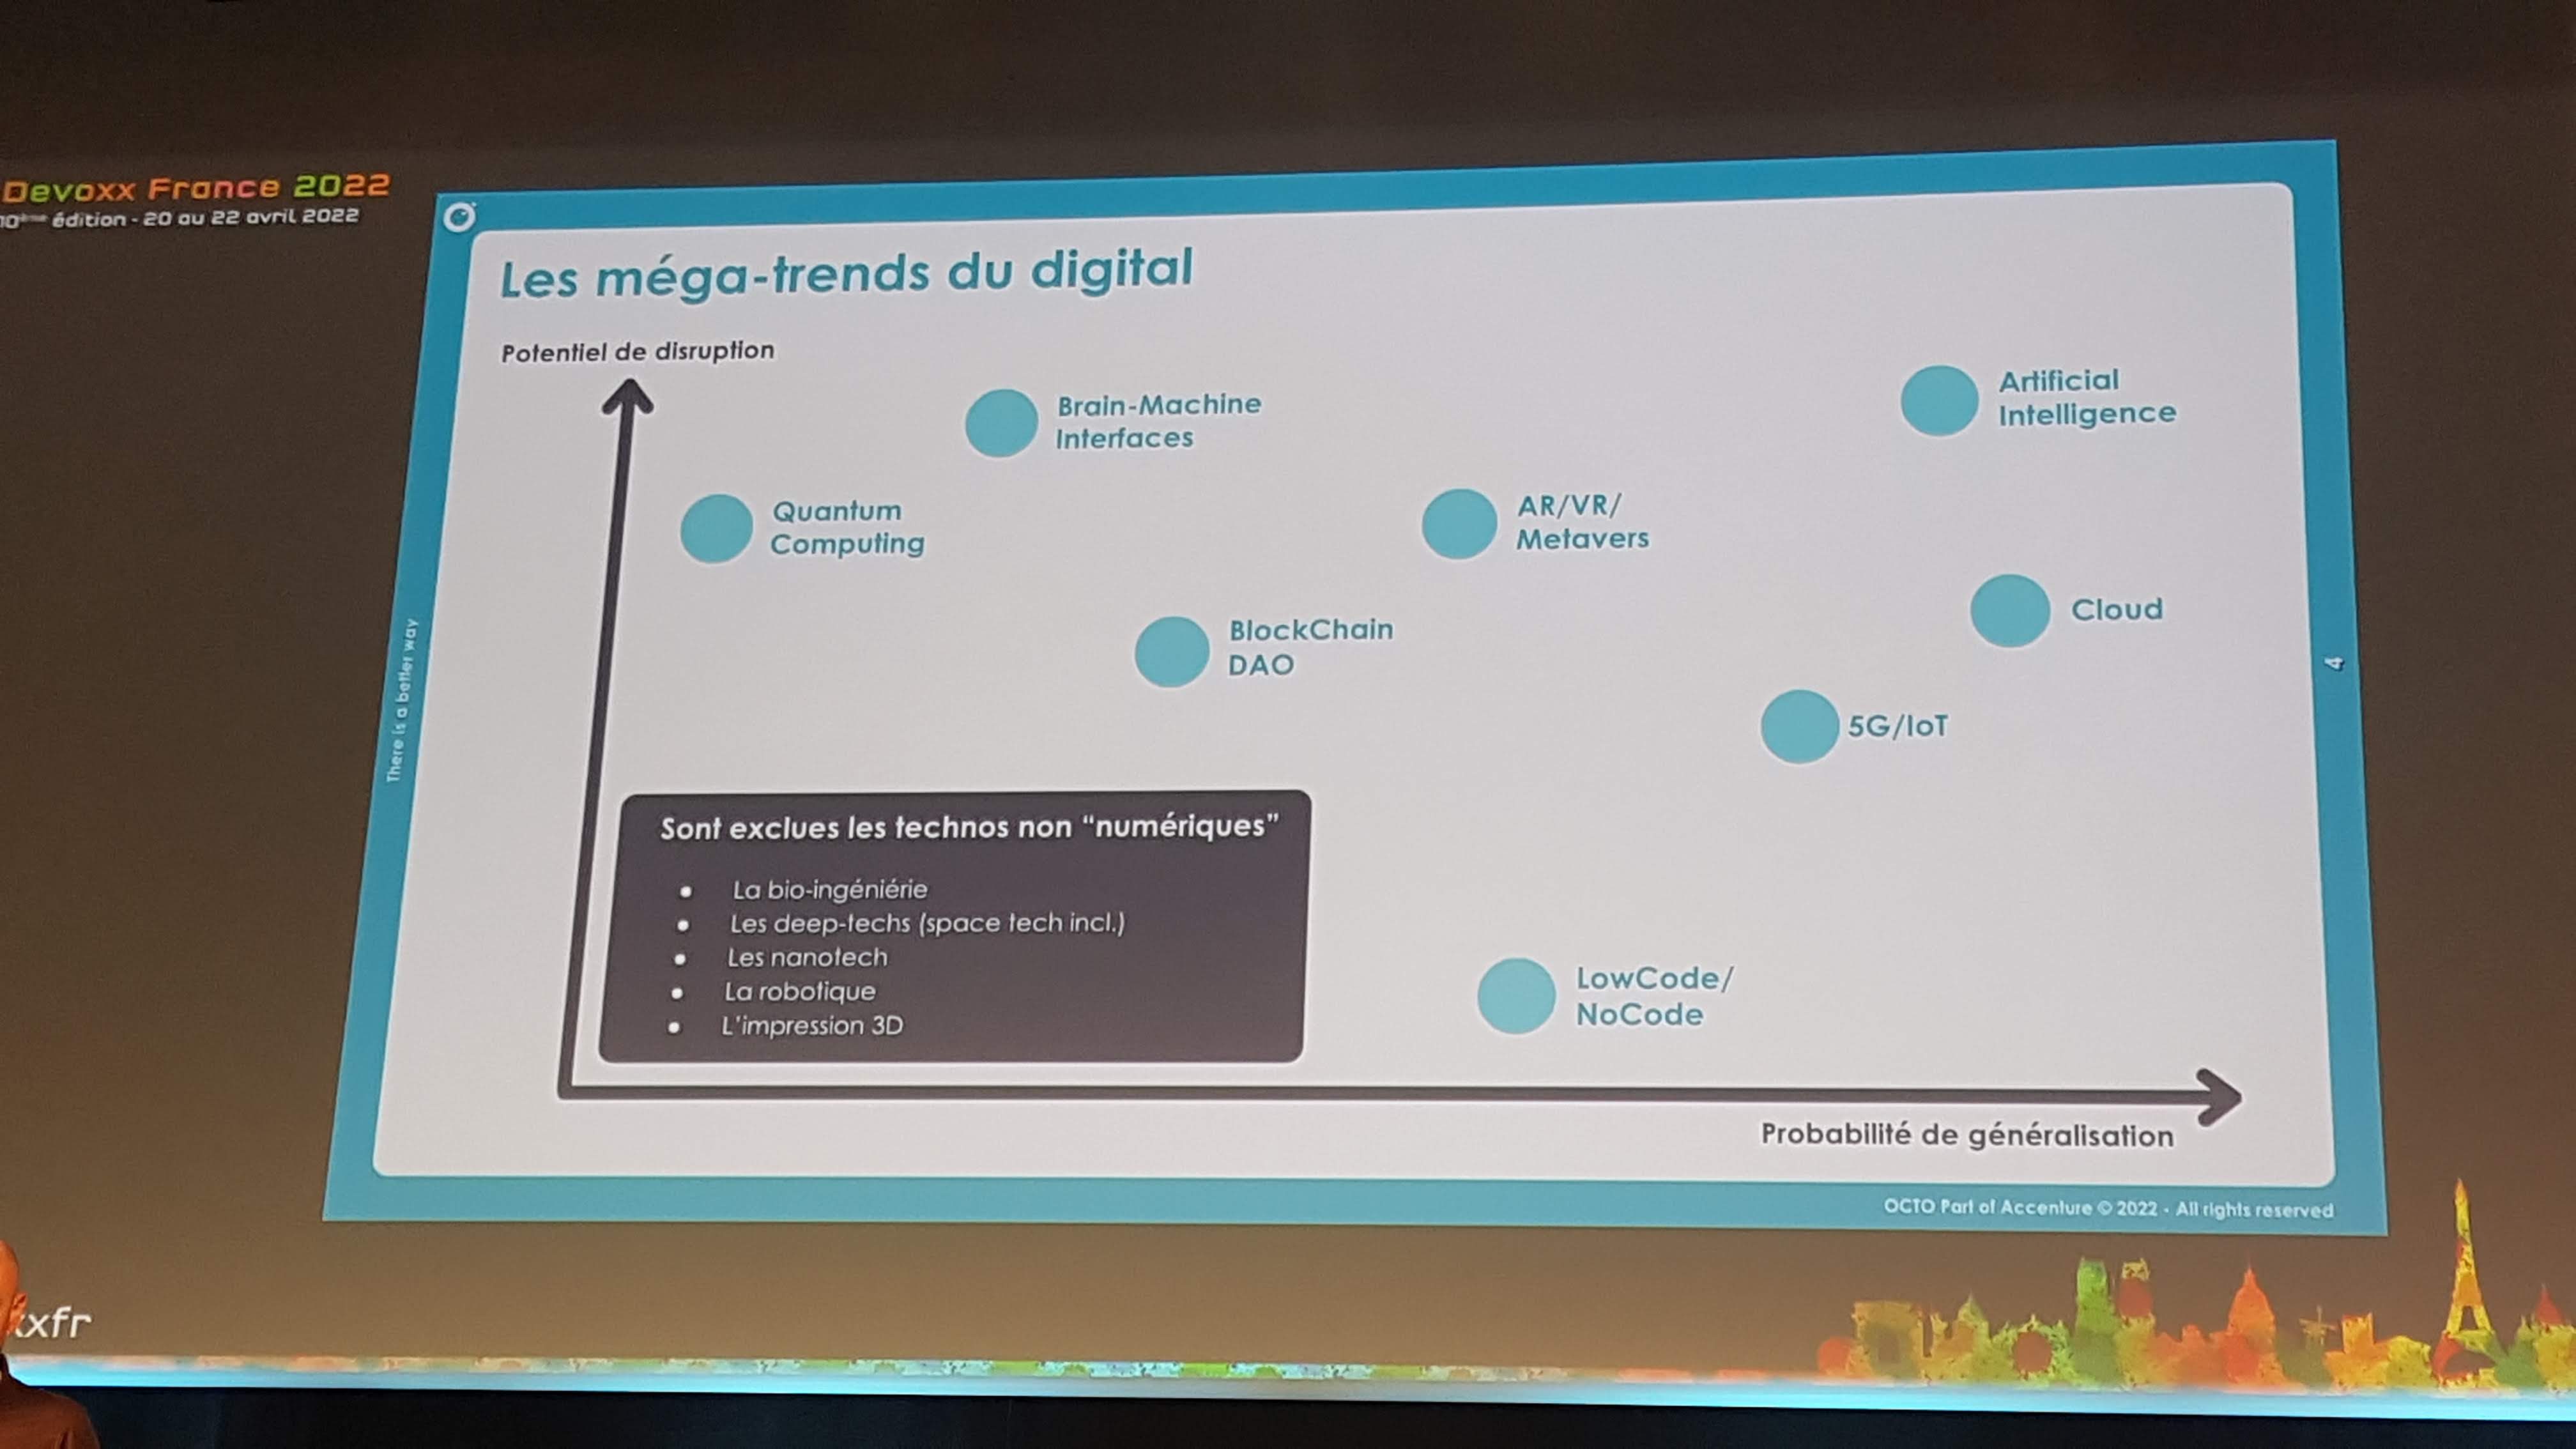 Devoxx France 2022
10ème édition - 20 au 22 avril 2022
Les méga-trends du digital
Potentiel de disruption
Brain-Machine
Interfaces
Artificial
Intelligence
Quantum
Computing
AR/VR/
Metavers
BlockChain
DAO
Cloud
5G/IoT
There is a better way
4
Sont exclues les technos non “numériques”
• La bio-ingéniérie
• Les deep-techs (space tech incl.)
• Les nanotech
• La robotique
• L'impression 3D
LowCode/
NoCode
Probabilité de généralisation
OCTO Part of Accenture © 2022 - All rights reserved
xfr